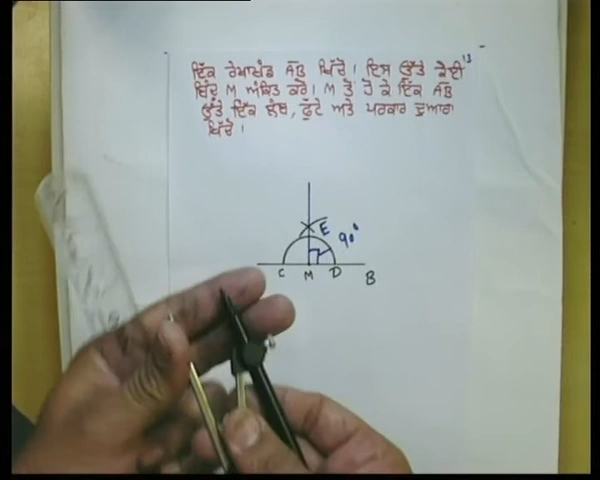 ਇੱਕ ਰੇਖਾਖੰਡ AB ਖਿੱਚੋ। ਇਸ ਉੱਤੇ ਕੋਈ
ਬਿੰਦੂ M ਅੰਕਿਤ ਕਰੋ। M ਤੋਂ ਹੋ ਕੇ ਇੱਕ AB
ਉੱਤੇ ਇੱਕ ਲੰਬ, ਫੁੱਟੇ ਅਤੇ ਪਰਕਾਰ ਦੁਆਰਾ
ਖਿੱਚੋ।
E
90°
C M D B